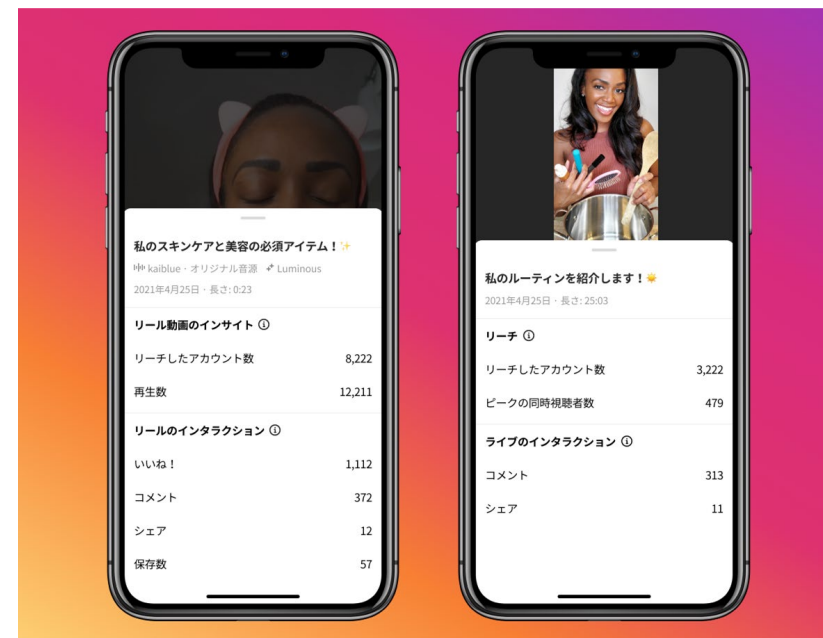 私のスキンケアと美容の必須アイテム！✨
kaiblue · オリジナル音源 Luminous
2021年4月25日 · 長さ: 0:23
リール動画のインサイト
リーチしたアカウント数 8,222
再生数 12,211
リールのインタラクション
いいね！ 1,112
コメント 372
シェア 12
保存数 57
私のルーティンを紹介します！☀️
2021年4月25日 · 長さ: 25:03
リーチ
リーチしたアカウント数 3,222
ピークの同時視聴者数 479
ライブのインタラクション
コメント 313
シェア 11